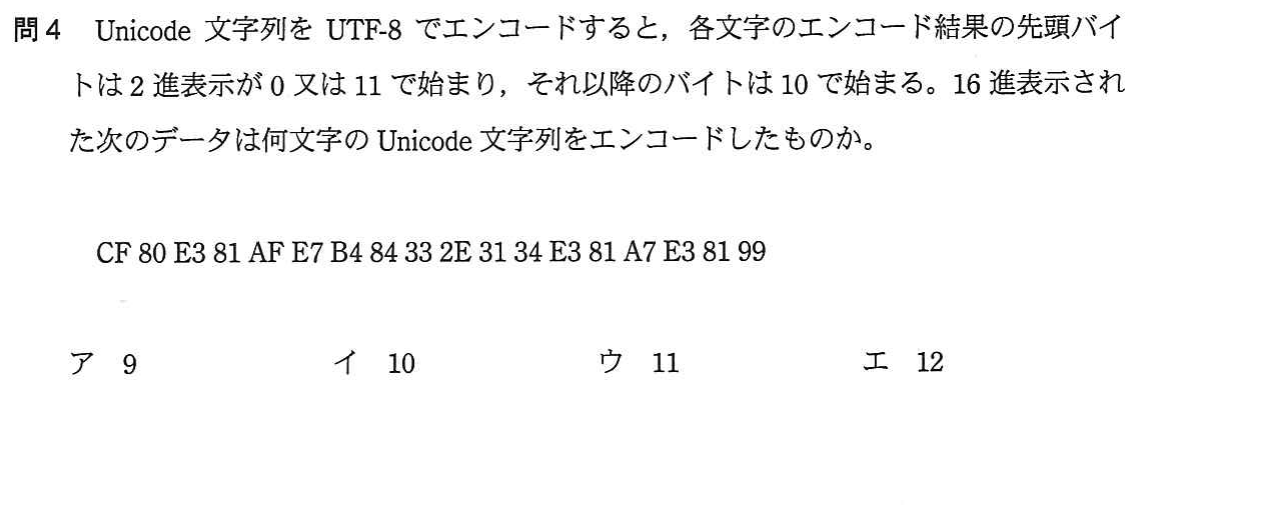 問4 Unicode 文字列を UTF-8 でエンコードすると，各文字のエンコード結果の先頭バイ
トは 2 進表示が 0 又は 11 で始まり，それ以降のバイトは 10 で始まる。16 進表示され
た次のデータは何文字の Unicode 文字列をエンコードしたものか。
CF 80 E3 81 AF E7 B4 84 33 2E 31 34 E3 81 A7 E3 81 99
ア 9 イ 10 ウ 11 エ 12